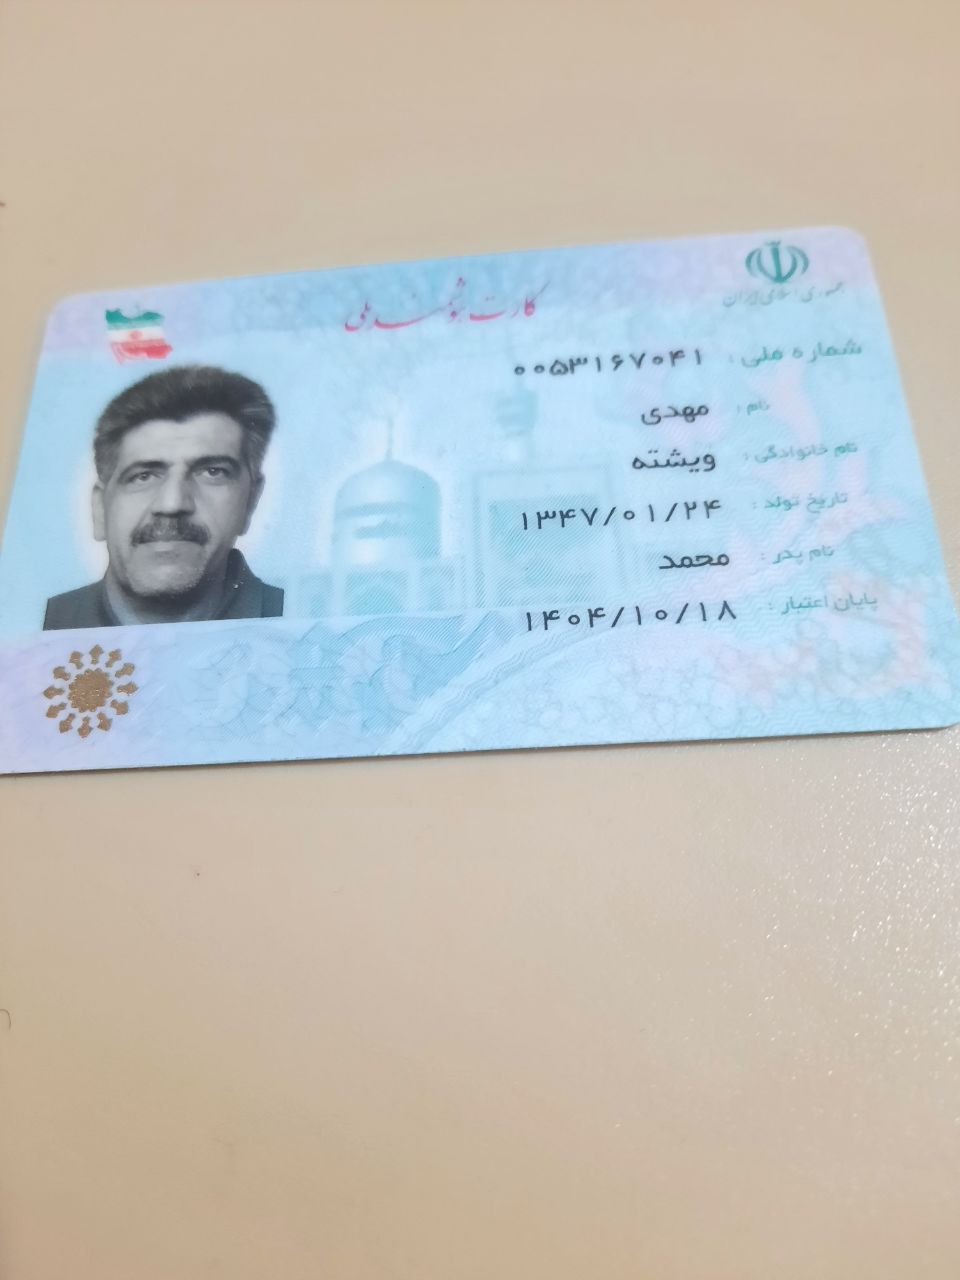 جمهوری اسلامی ایران
کارت هوشمند ملی
شماره ملی: ۰۰۵۳۱۶۷۰۴۱
نام: مهدی
نام خانوادگی: ویشته
تاریخ تولد: ۱۳۴۷/۰۱/۲۴
نام پدر: محمد
پایان اعتبار: ۱۴۰۴/۱۰/۱۸